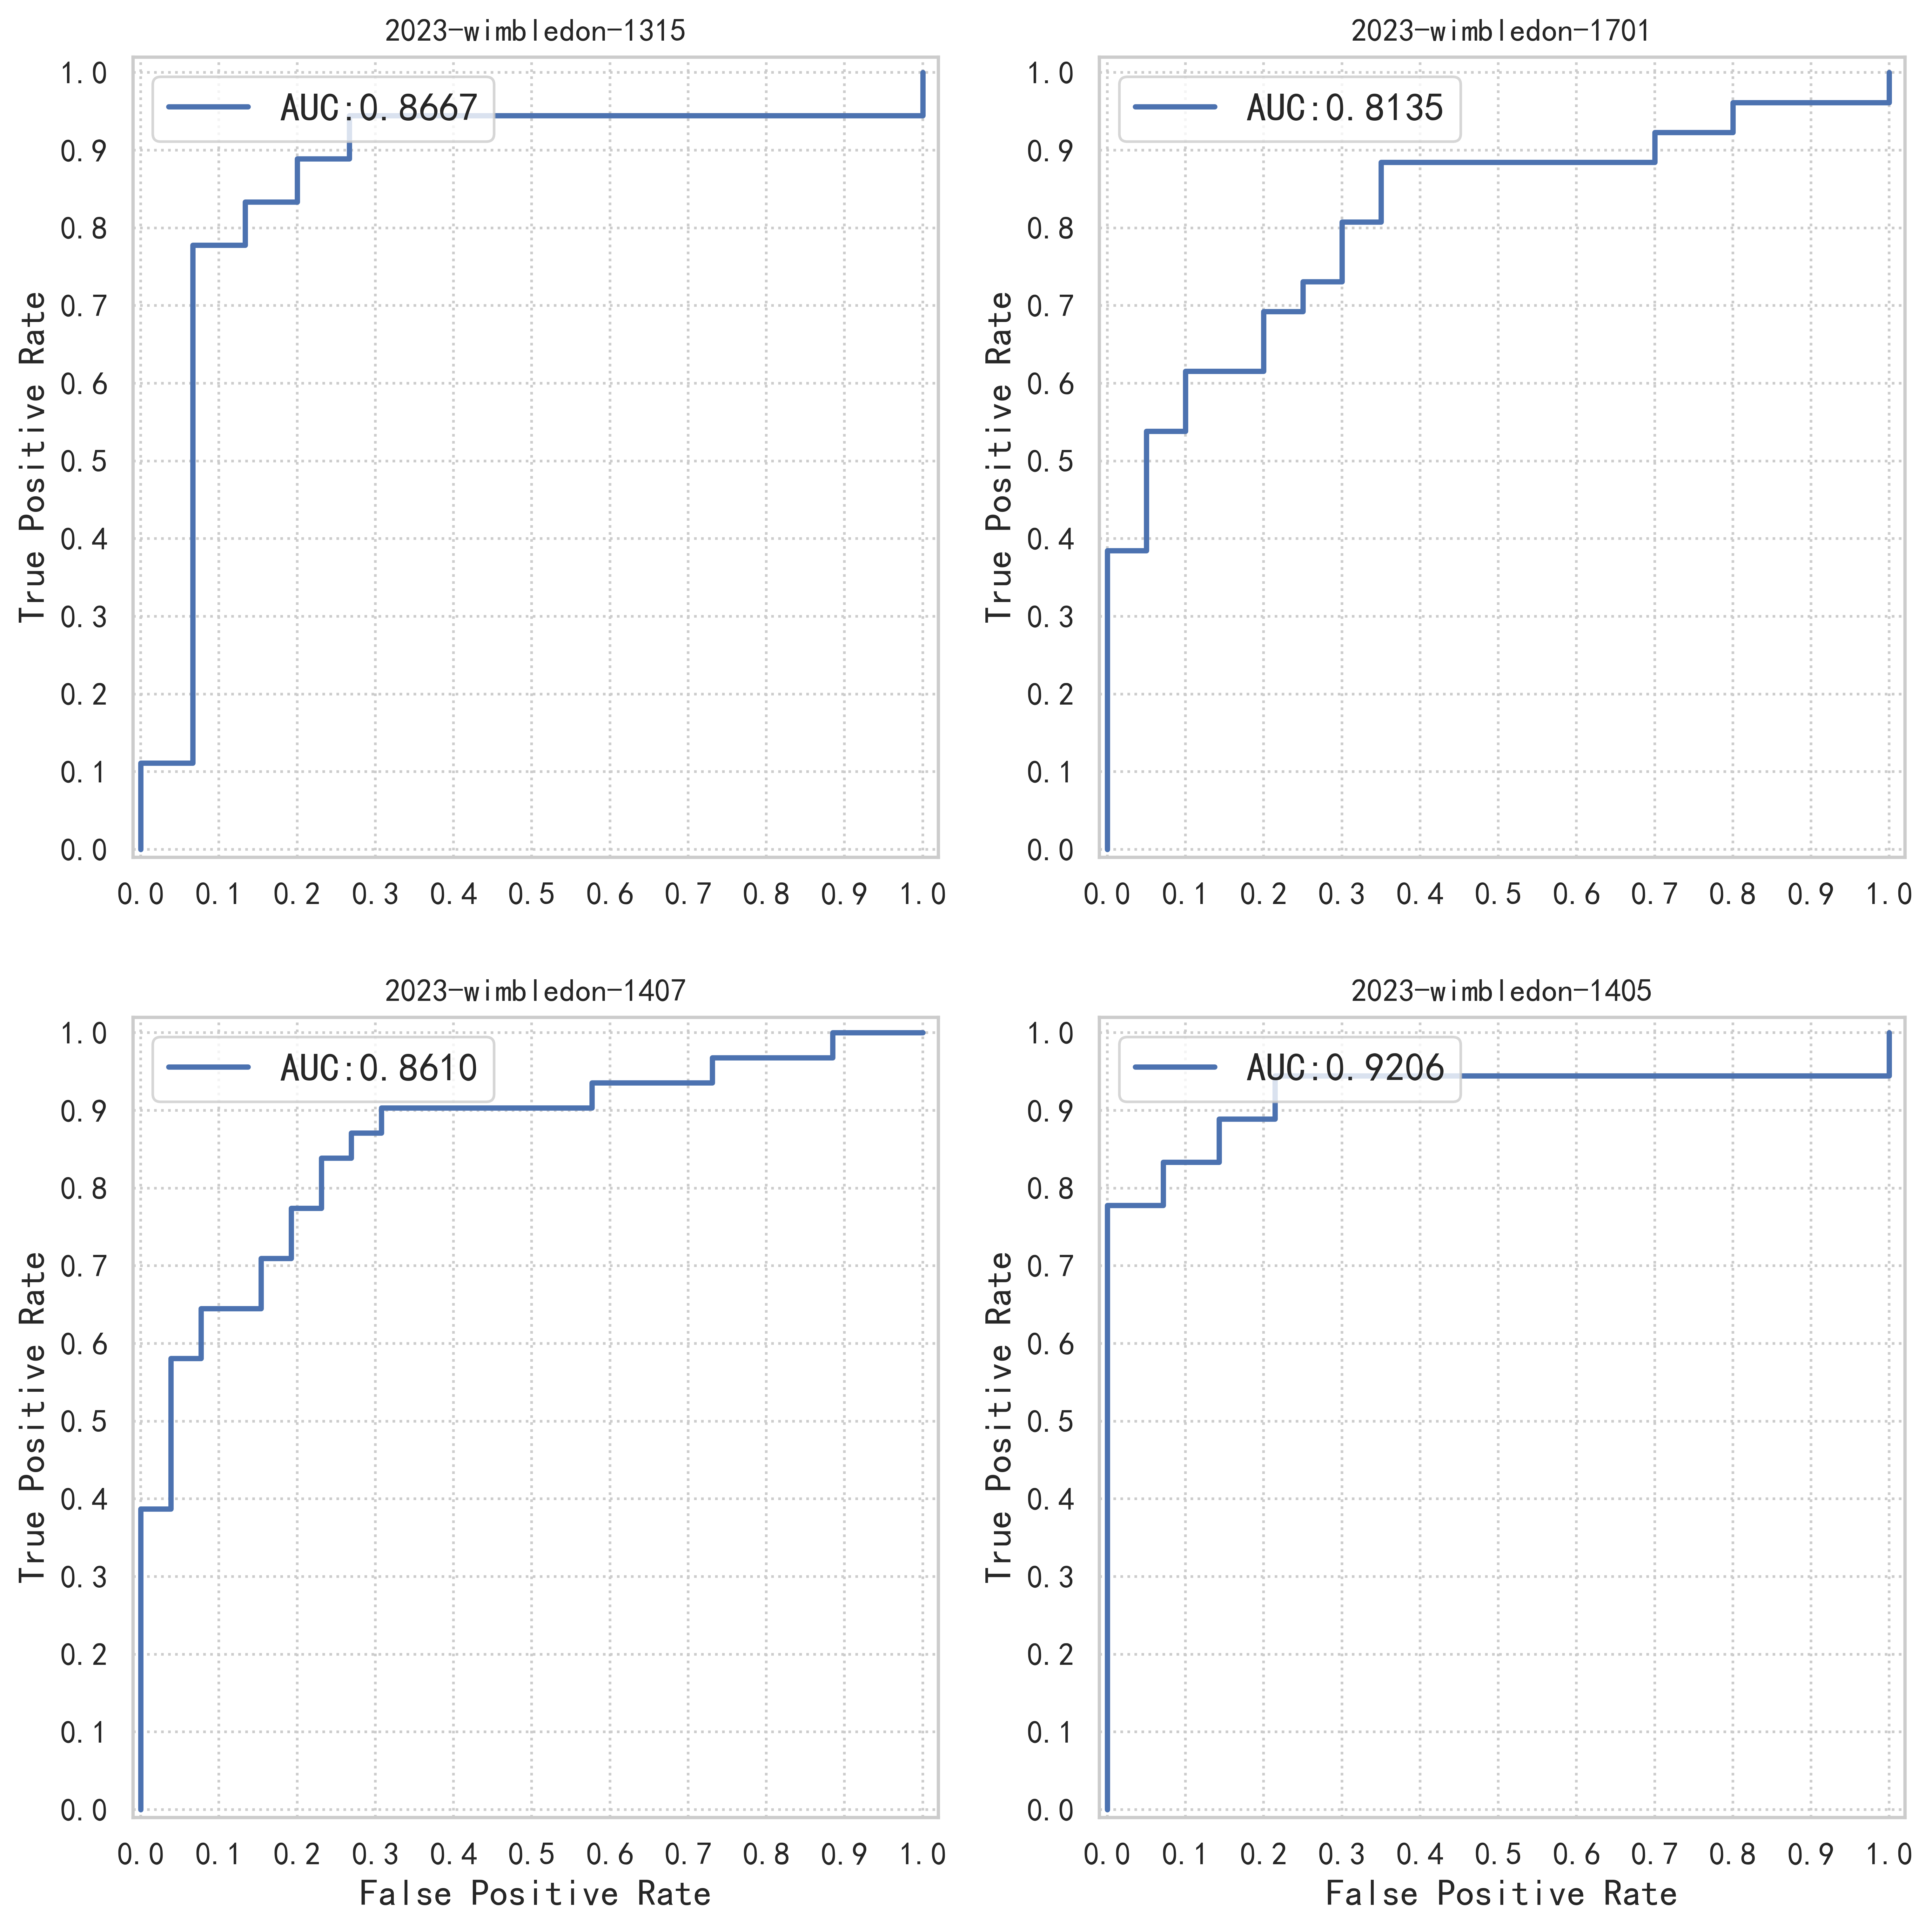 2023-wimbledon-1315
AUC:0.8667
True Positive Rate
1.0
0.9
0.8
0.7
0.6
0.5
0.4
0.3
0.2
0.1
0.0
0.0 0.1 0.2 0.3 0.4 0.5 0.6 0.7 0.8 0.9 1.0
2023-wimbledon-1701
AUC:0.8135
True Positive Rate
1.0
0.9
0.8
0.7
0.6
0.5
0.4
0.3
0.2
0.1
0.0
0.0 0.1 0.2 0.3 0.4 0.5 0.6 0.7 0.8 0.9 1.0
2023-wimbledon-1407
AUC:0.8610
True Positive Rate
1.0
0.9
0.8
0.7
0.6
0.5
0.4
0.3
0.2
0.1
0.0
0.0 0.1 0.2 0.3 0.4 0.5 0.6 0.7 0.8 0.9 1.0
False Positive Rate
2023-wimbledon-1405
AUC:0.9206
True Positive Rate
1.0
0.9
0.8
0.7
0.6
0.5
0.4
0.3
0.2
0.1
0.0
0.0 0.1 0.2 0.3 0.4 0.5 0.6 0.7 0.8 0.9 1.0
False Positive Rate